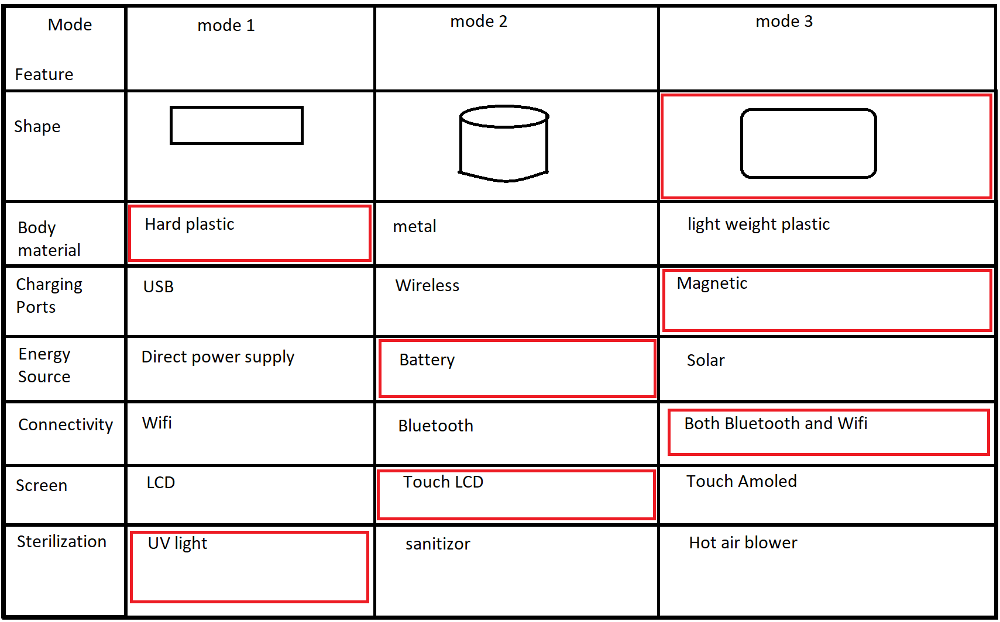 Mode
Feature
mode 1
mode 2
mode 3
Shape
Body
material
Hard plastic
metal
light weight plastic
Charging
Ports
USB
Wireless
Magnetic
Energy
Source
Direct power supply
Battery
Solar
Connectivity
Wifi
Bluetooth
Both Bluetooth and Wifi
Screen
LCD
Touch LCD
Touch Amoled
Sterilization
UV light
sanitizor
Hot air blower